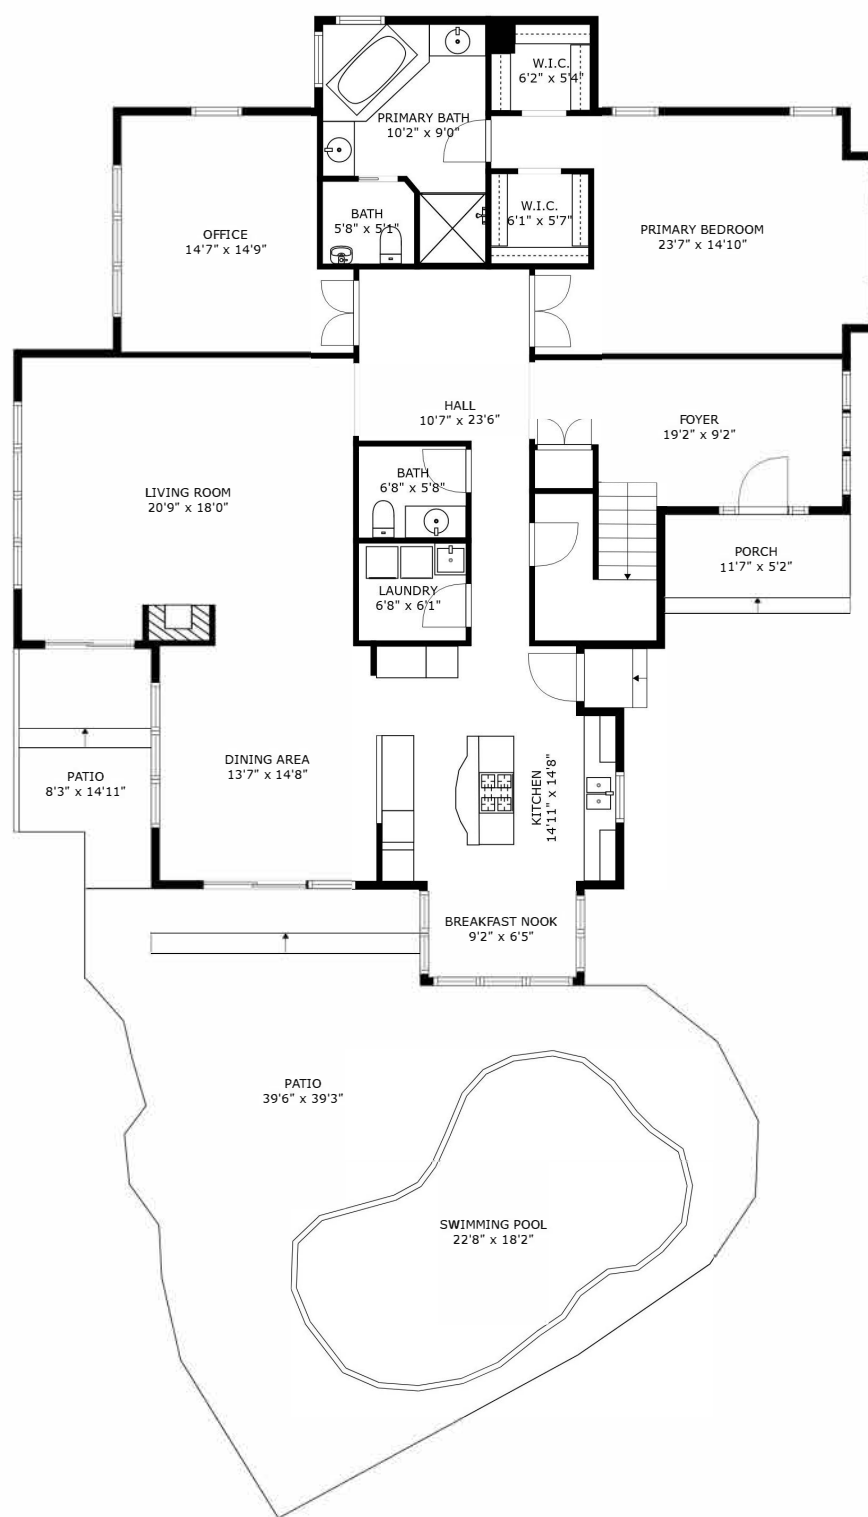 W.I.C.
6'2" x 5'4"
PRIMARY BATH
10'2" x 9'0"
BATH
5'8" x 5'1"
W.I.C.
6'1" x 5'7"
OFFICE
14'7" x 14'9"
PRIMARY BEDROOM
23'7" x 14'10"
HALL
10'7" x 23'6"
FOYER
19'2" x 9'2"
LIVING ROOM
20'9" x 18'0"
BATH
6'8" x 5'8"
PORCH
11'7" x 5'2"
LAUNDRY
6'8" x 6'1"
DINING AREA
13'7" x 14'8"
PATIO
8'3" x 14'11"
KITCHEN
14'11" x 14'8"
BREAKFAST NOOK
9'2" x 6'5"
PATIO
39'6" x 39'3"
SWIMMING POOL
22'8" x 18'2"